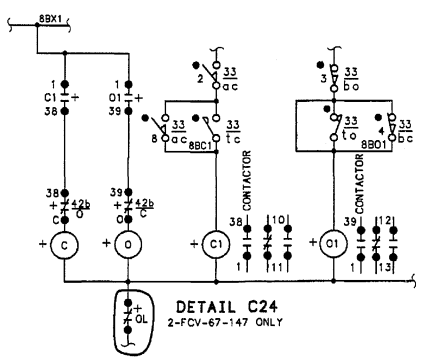 8BX1
1
C1 +
38
1
O1 +
39
2
33
ac
3
33
bo
8
33
ac
8BC1
33
tc
33
to
4
8BO1
33
bc
CONTACTOR
CONTACTOR
38
+ 42b
O
C
39
+ 42b
C
O
38
10
1
11
39
12
1
13
+ C
+ O
+ C1
+ O1
+
OL
DETAIL C24
2-FCV-67-147 ONLY